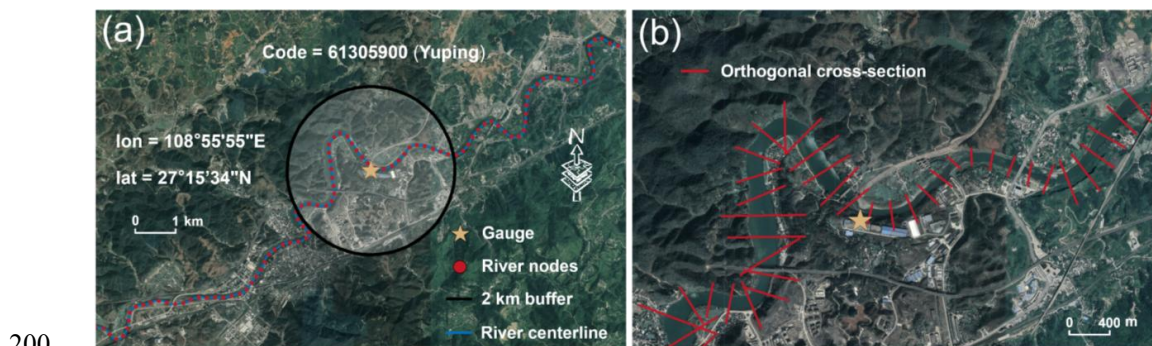 (a)
Code = 61305900 (Yuping)
lon = 108°55'55"E
lat = 27°15'34"N
0 1 km
N
Gauge
River nodes
2 km buffer
River centerline
(b)
Orthogonal cross-section
0 400 m
200